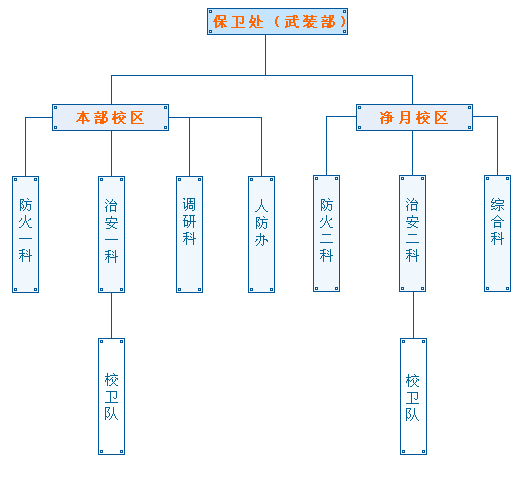 保卫处（武装部）
本部校区
净月校区
防火一科
治安一科
调研科
人防办
防火二科
治安二科
综合科
校卫队
校卫队